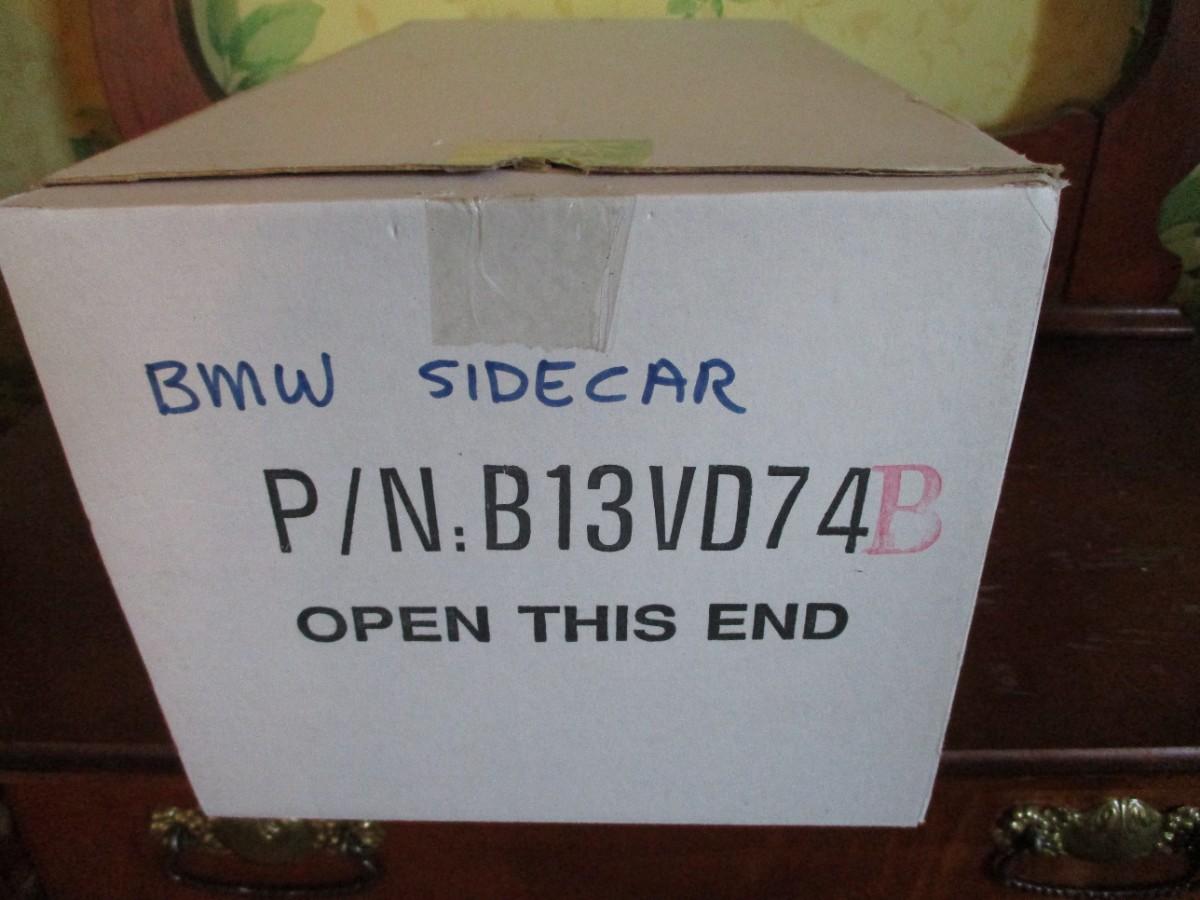 BMW SIDECAR
P/N: B13VD74B
OPEN THIS END